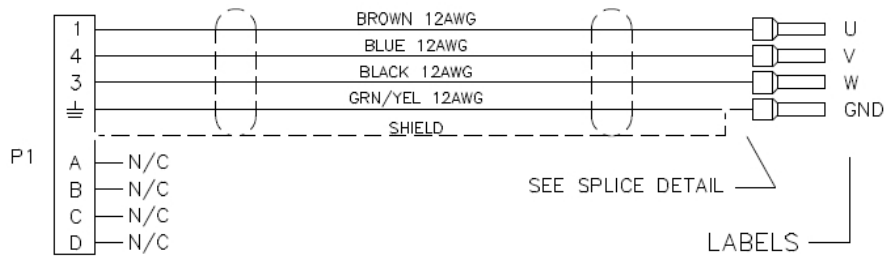 1 BROWN 12AWG U
4 BLUE 12AWG V
3 BLACK 12AWG W
GRN/YEL 12AWG GND
SHIELD
P1
A N/C
B N/C
C N/C
D N/C
SEE SPLICE DETAIL
LABELS